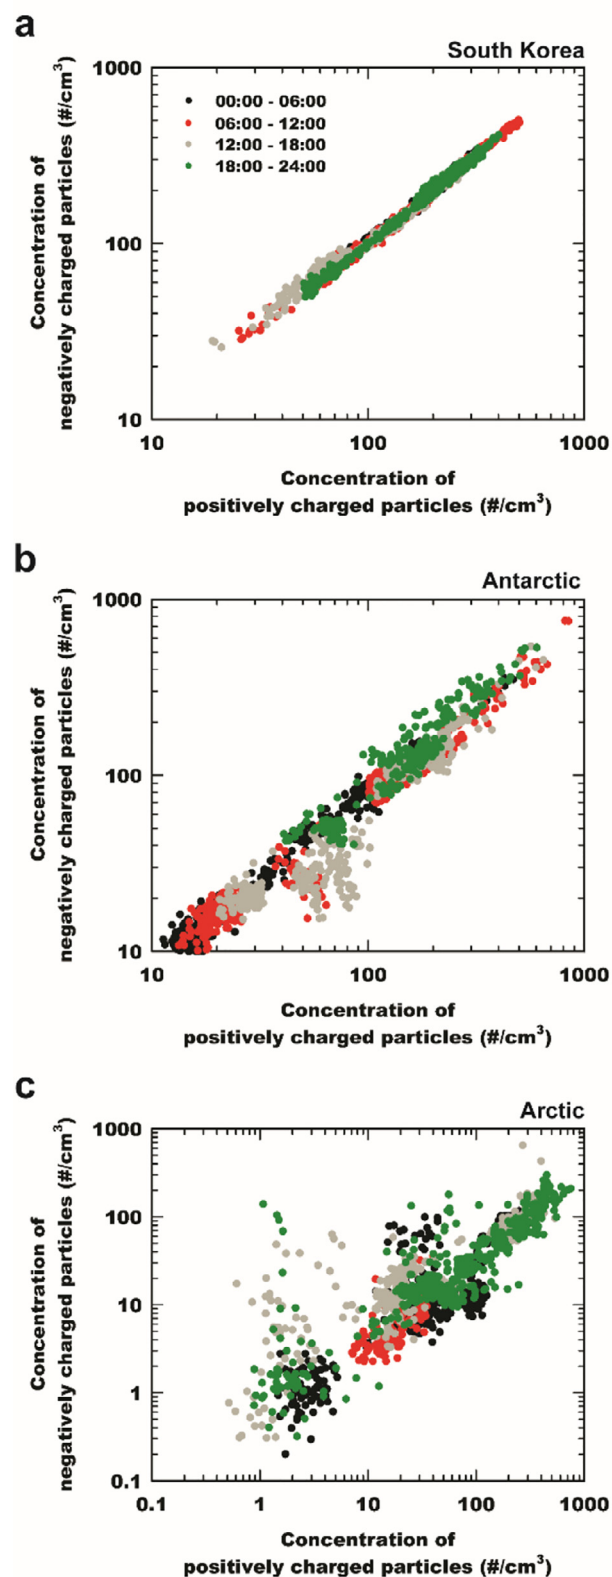 a
South Korea
1000
100
10
10
100
1000
00:00 - 06:00
06:00 - 12:00
12:00 - 18:00
18:00 - 24:00
Concentration of
negatively charged particles (#/cm³)
Concentration of
positively charged particles (#/cm³)
b
Antarctic
1000
100
10
10
100
1000
Concentration of
negatively charged particles (#/cm³)
Concentration of
positively charged particles (#/cm³)
c
Arctic
1000
100
10
1
0.1
0.1
1
10
100
1000
Concentration of
negatively charged particles (#/cm³)
Concentration of
positively charged particles (#/cm³)